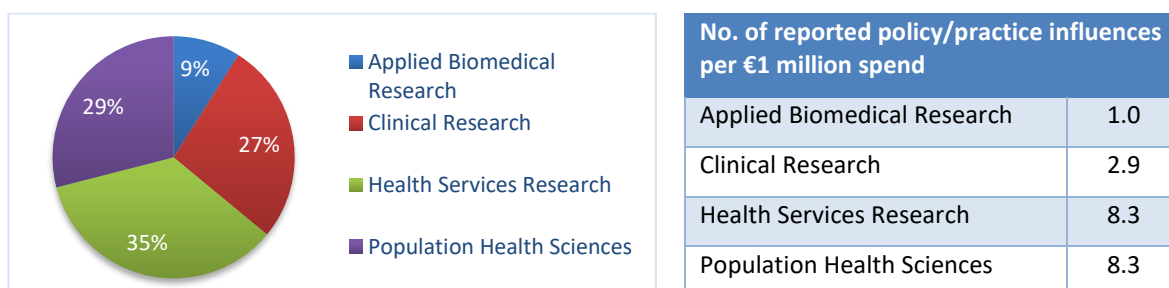 9%
27%
35%
29%
Applied Biomedical
Research
Clinical Research
Health Services Research
Population Health Sciences
No. of reported policy/practice influences
per €1 million spend
Applied Biomedical Research 1.0
Clinical Research 2.9
Health Services Research 8.3
Population Health Sciences 8.3